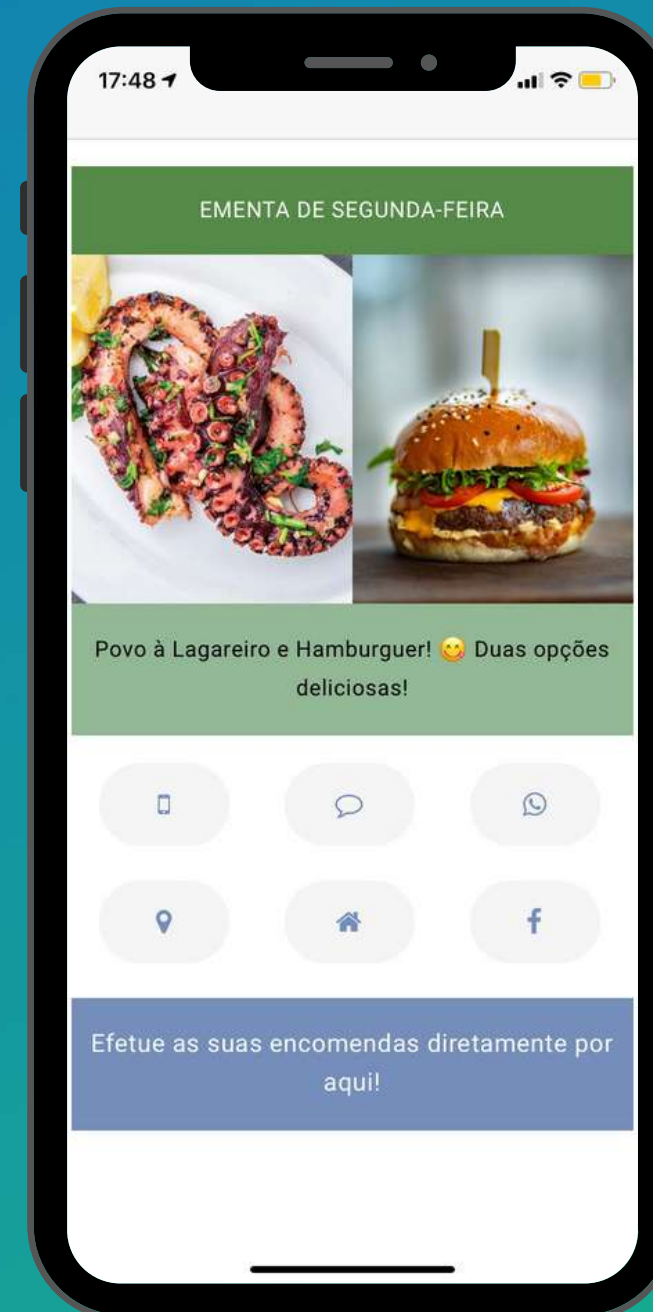 17:48
EMENTA DE SEGUNDA-FEIRA
Povo à Lagareiro e Hamburguer! 😋 Duas opções
deliciosas!
Efetue as suas encomendas diretamente por
aqui!